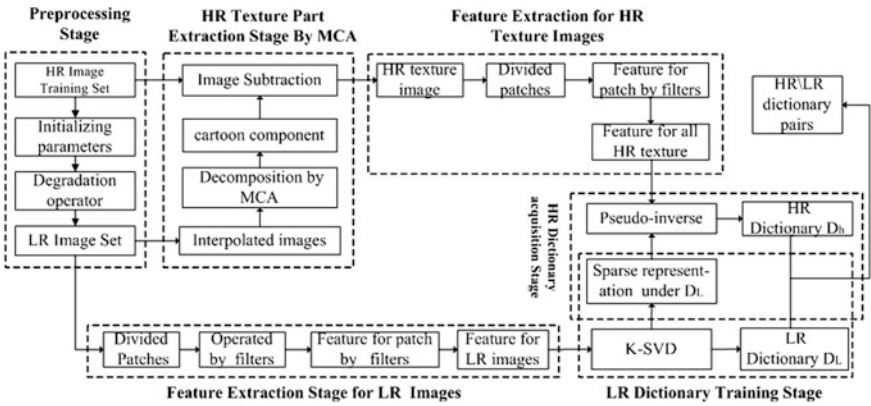 Preprocessing
Stage
HR Image
Training Set
Initializing
parameters
Degradation
operator
LR Image Set
HR Texture Part
Extraction Stage By MCA
Image Subtraction
cartoon component
Decomposition by
MCA
Interpolated images
Feature Extraction for HR
Texture Images
HR texture
image
Divided
patches
Feature for
patch by filters
Feature for all
HR texture
HR\LR
dictionary
pairs
HR Dictionary
acquisition Stage
Pseudo-inverse
HR
Dictionary Dh
Sparse represent-
ation under DL
K-SVD
LR
Dictionary DL
LR Dictionary Training Stage
Divided
Patches
Operated
by filters
Feature for patch
by filters
Feature for
LR images
Feature Extraction Stage for LR Images